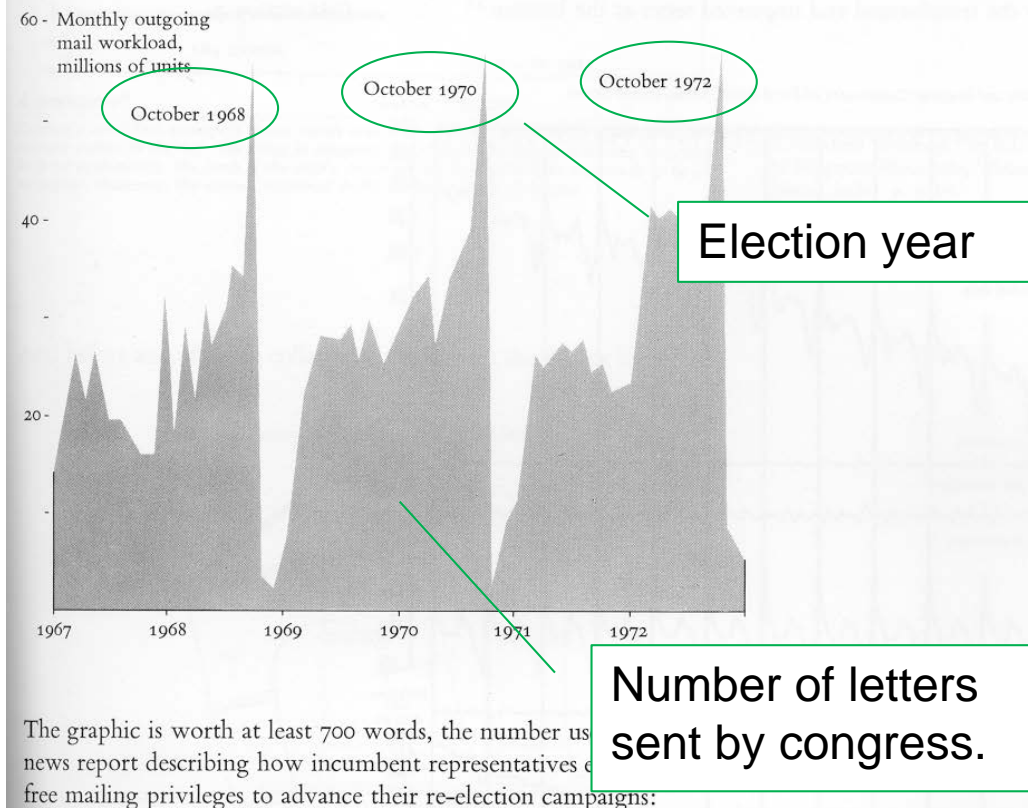 60 - Monthly outgoing
mail workload,
millions of units
October 1968
October 1970
October 1972
40 -
Election year
20 -
1967 1968 1969 1970 1971 1972
Number of letters
sent by congress.
The graphic is worth at least 700 words, the number
news report describing how incumbent representatives
free mailing privileges to advance their re-election campaigns: